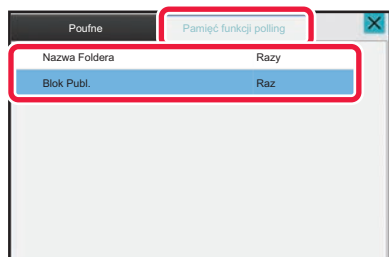 Poufne Pamięć funkcji polling
Nazwa Foldera Razy
Blok Publ. Raz